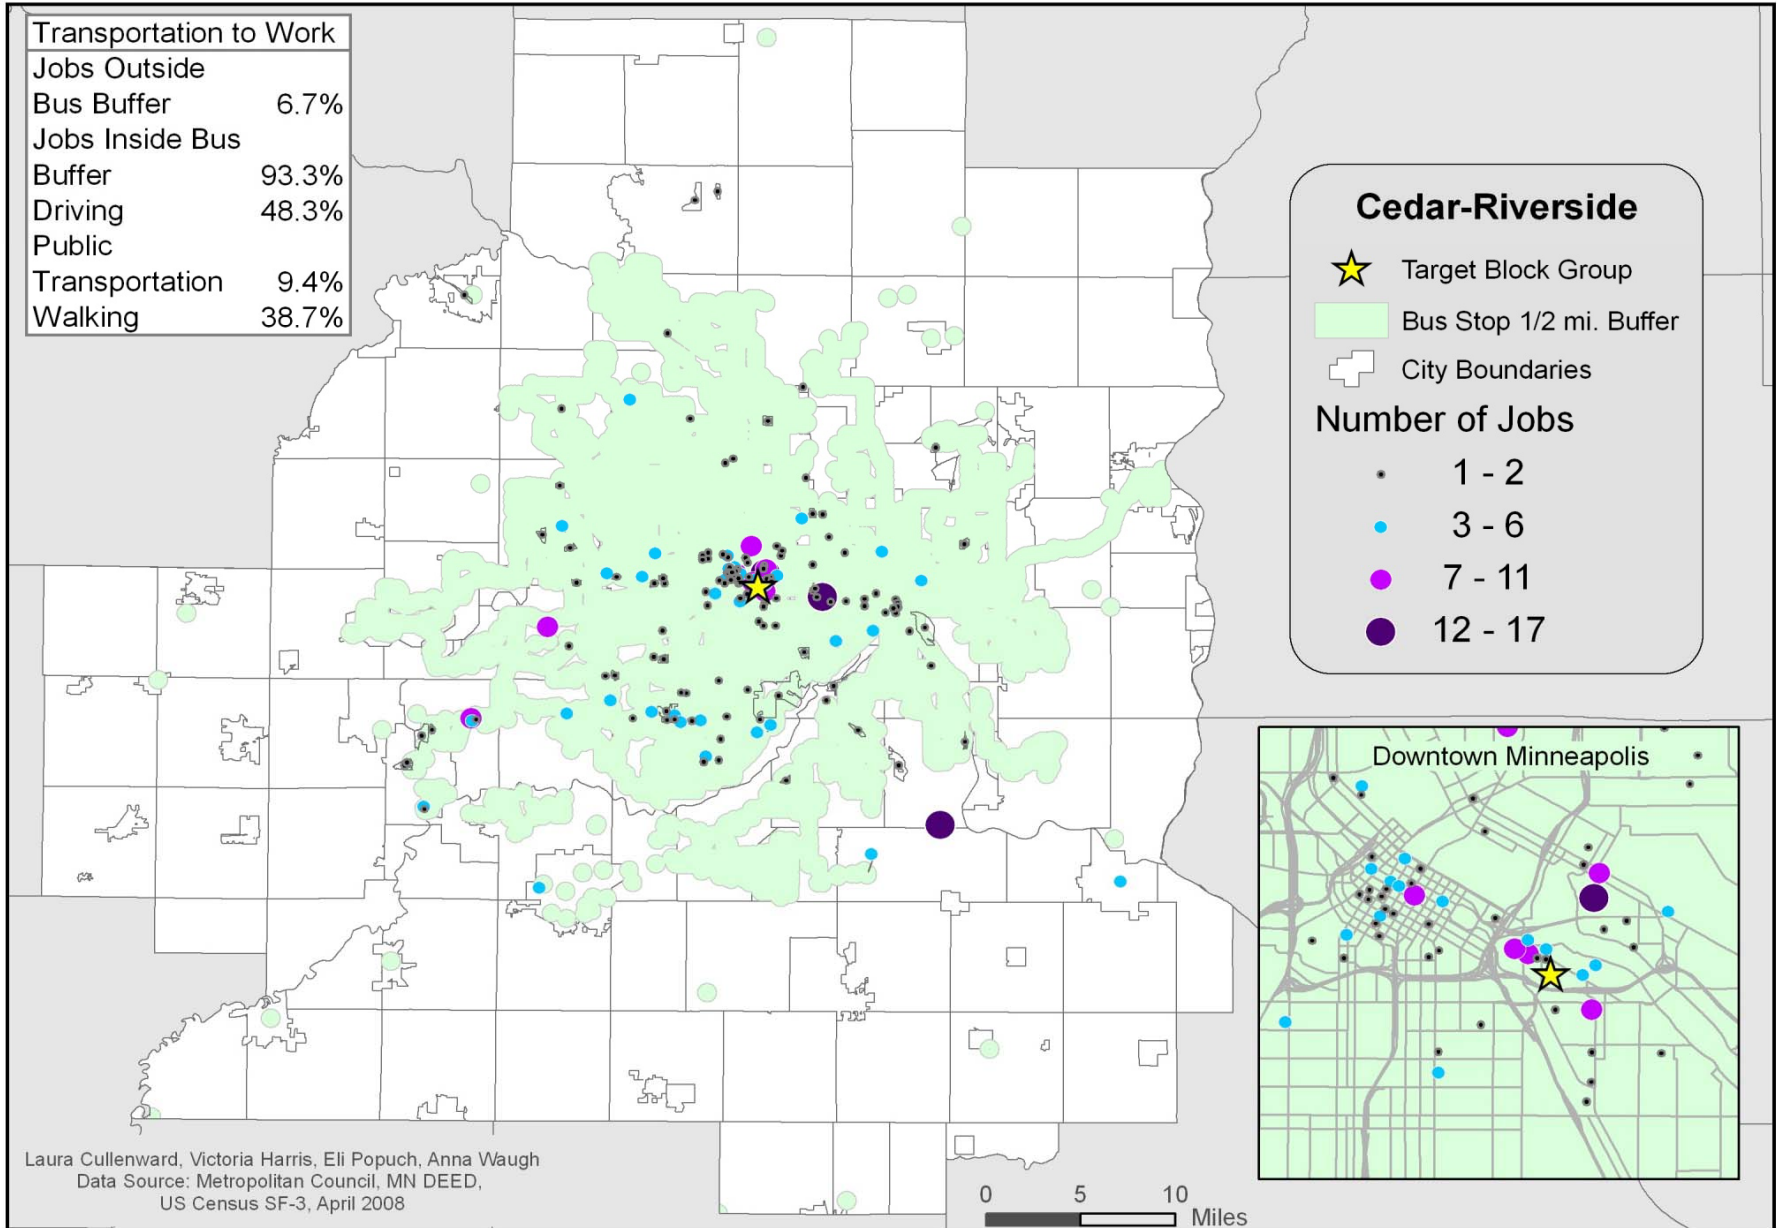 Transportation to Work
Jobs Outside
Bus Buffer 6.7%
Jobs Inside Bus
Buffer 93.3%
Driving 48.3%
Public
Transportation 9.4%
Walking 38.7%
Cedar-Riverside
Target Block Group
Bus Stop 1/2 mi. Buffer
City Boundaries
Number of Jobs
1 - 2
3 - 6
7 - 11
12 - 17
Downtown Minneapolis
Laura Cullenward, Victoria Harris, Eli Popuch, Anna Waugh
Data Source: Metropolitan Council, MN DEED,
US Census SF-3, April 2008
0 5 10
Miles